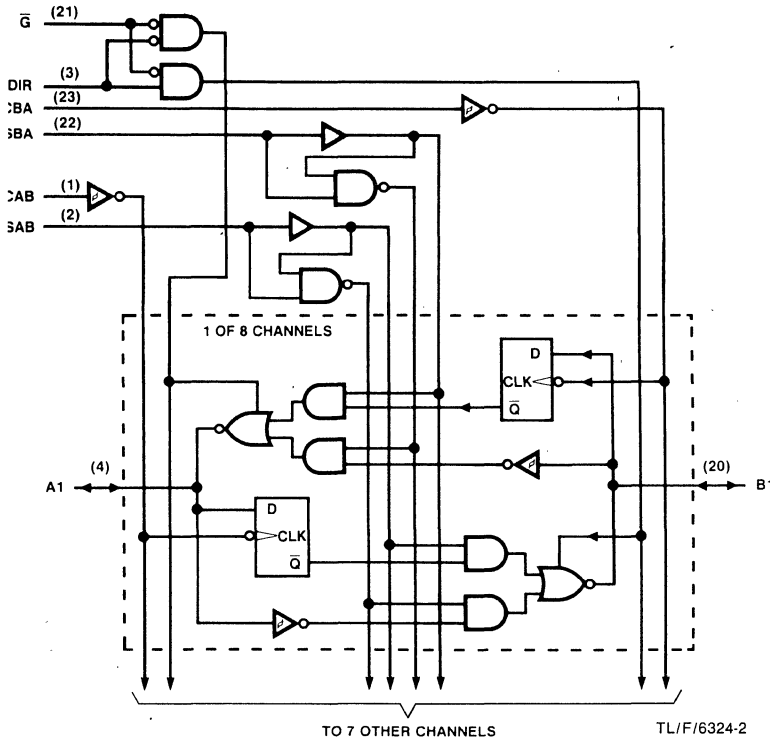 G̅ (21)
DIR (3)
CBA (23)
SBA (22)
CAB (1)
SAB (2)
1 OF 8 CHANNELS
D
CLK
Q̅
A1 (4)
(20) B1
D
CLK
Q̅
TO 7 OTHER CHANNELS
TL/F/6324-2